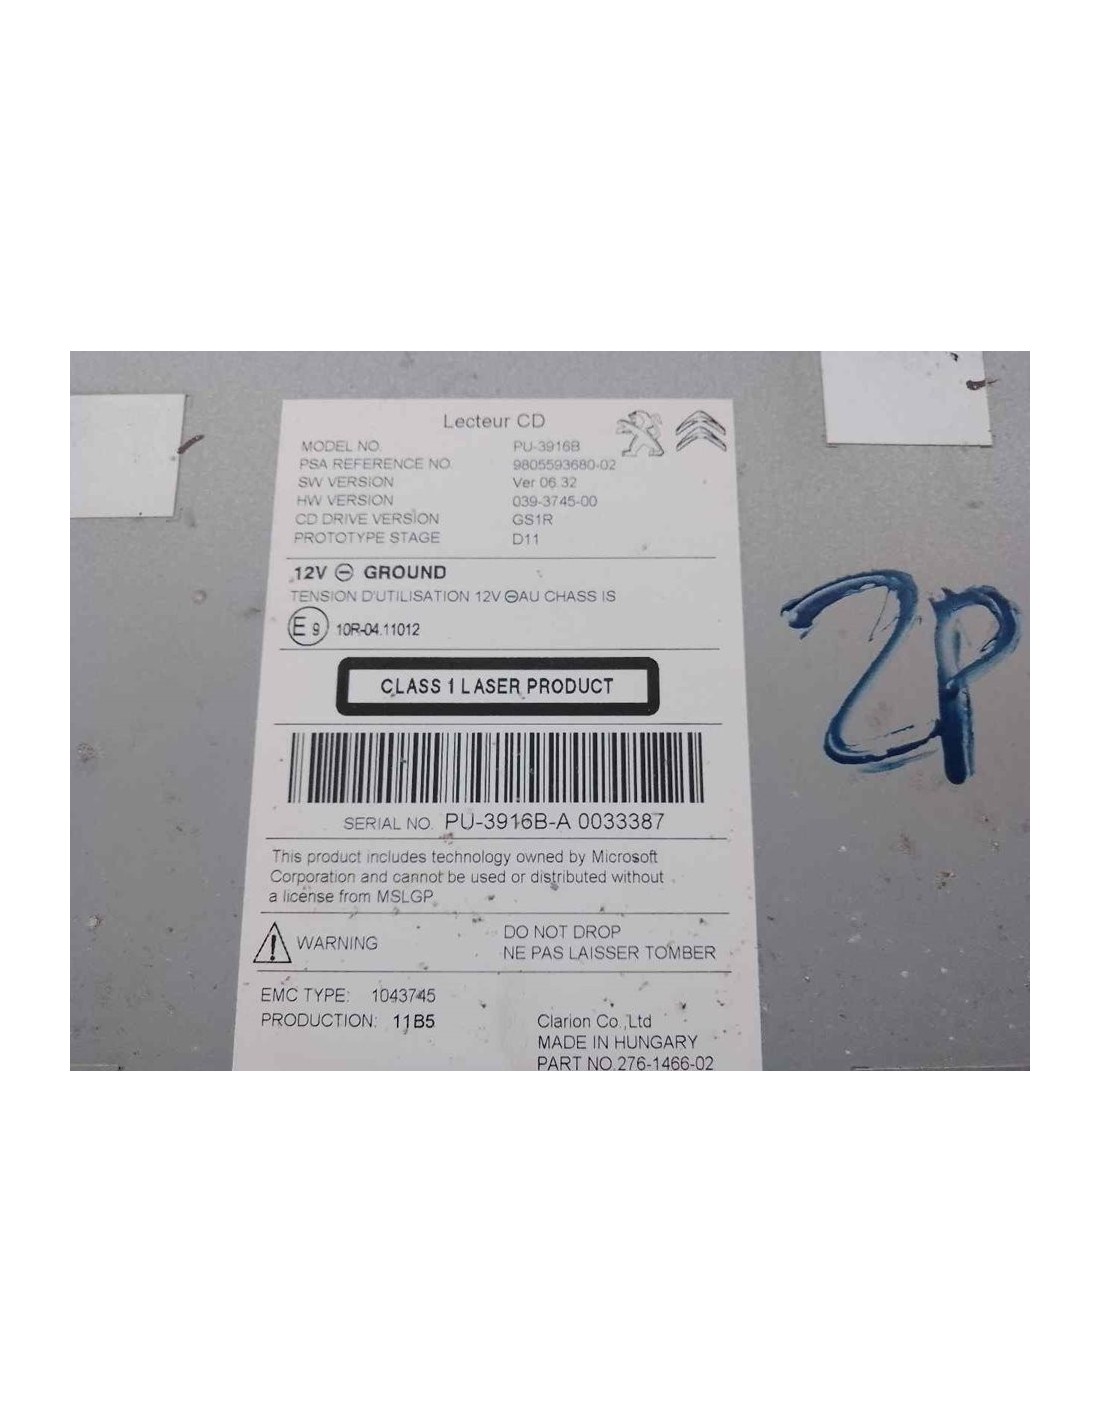 Lecteur CD
MODEL NO. PU-3916B
PSA REFERENCE NO. 9805593680-02
SW VERSION Ver 06.32
HW VERSION 039-3745-00
CD DRIVE VERSION GS1R
PROTOTYPE STAGE D11
12V ⊖ GROUND
TENSION D'UTILISATION 12V ⊖AU CHASS IS
E9 10R-04.11012
CLASS 1 LASER PRODUCT
SERIAL NO. PU-3916B-A 0033387
This product includes technology owned by Microsoft
Corporation and cannot be used or distributed without
a license from MSLGP
WARNING
DO NOT DROP
NE PAS LAISSER TOMBER
EMC TYPE: 1043745
PRODUCTION: 11B5
Clarion Co.,Ltd
MADE IN HUNGARY
PART NO.276-1466-02
2P